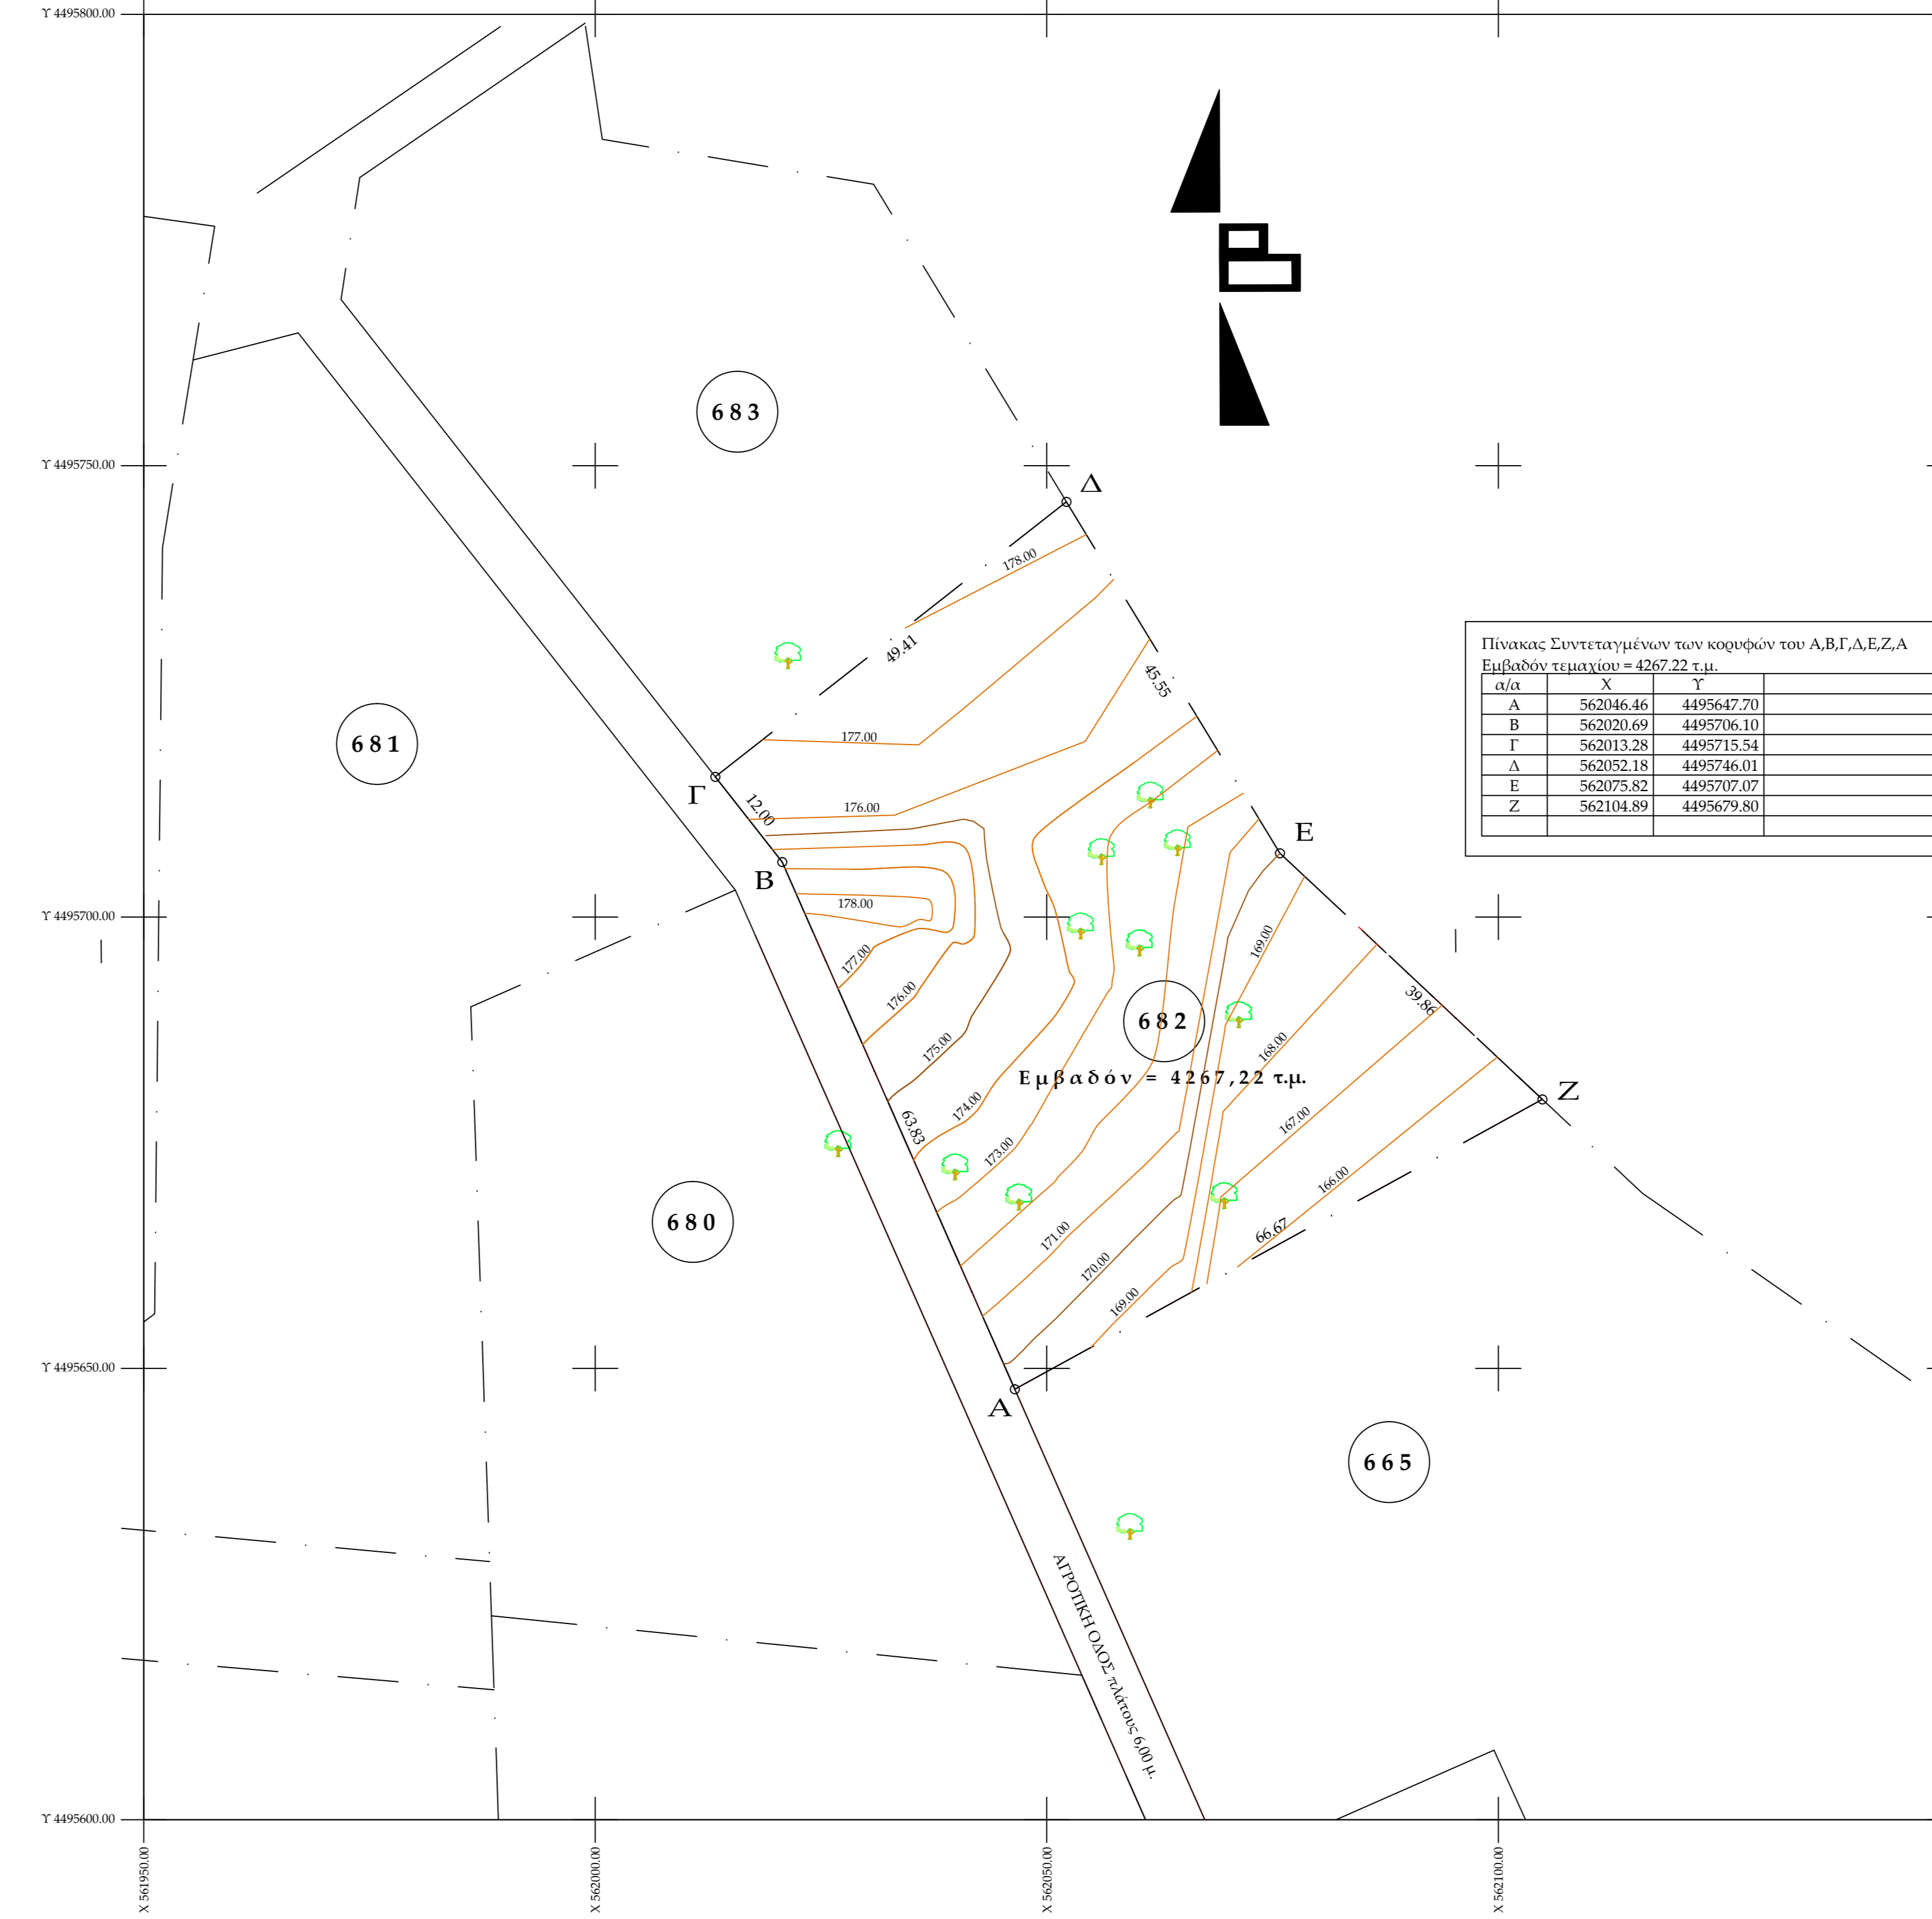 Υ 4495800.00
683
Υ 4495750.00
Δ
178.00
49.41
45.55
Πίνακας Συντεταγμένων των κορυφών του Α,Β,Γ,Δ,Ε,Ζ,Α
Εμβαδόν τεμαχίου = 4267.22 τ.μ.
α/α Χ Υ
Α 562046.46 4495647.70
Β 562020.69 4495706.10
Γ 562013.28 4495715.54
Δ 562052.18 4495746.01
Ε 562075.82 4495707.07
Ζ 562104.89 4495679.80
681
177.00
Γ
12.00
176.00
Ε
Β
178.00
Υ 4495700.00
177.00
169.00
176.00
39.86
682
175.00
168.00
Εμβαδόν = 4267,22 τ.μ.
Ζ
174.00
167.00
63.83
173.00
166.00
680
171.00
66.67
170.00
169.00
Υ 4495650.00
Α
665
ΑΓΡΟΤΙΚΗ ΟΔΟΣ πλάτους 6,00 μ.
Υ 4495600.00
Χ 561950.00
Χ 562000.00
Χ 562050.00
Χ 562100.00